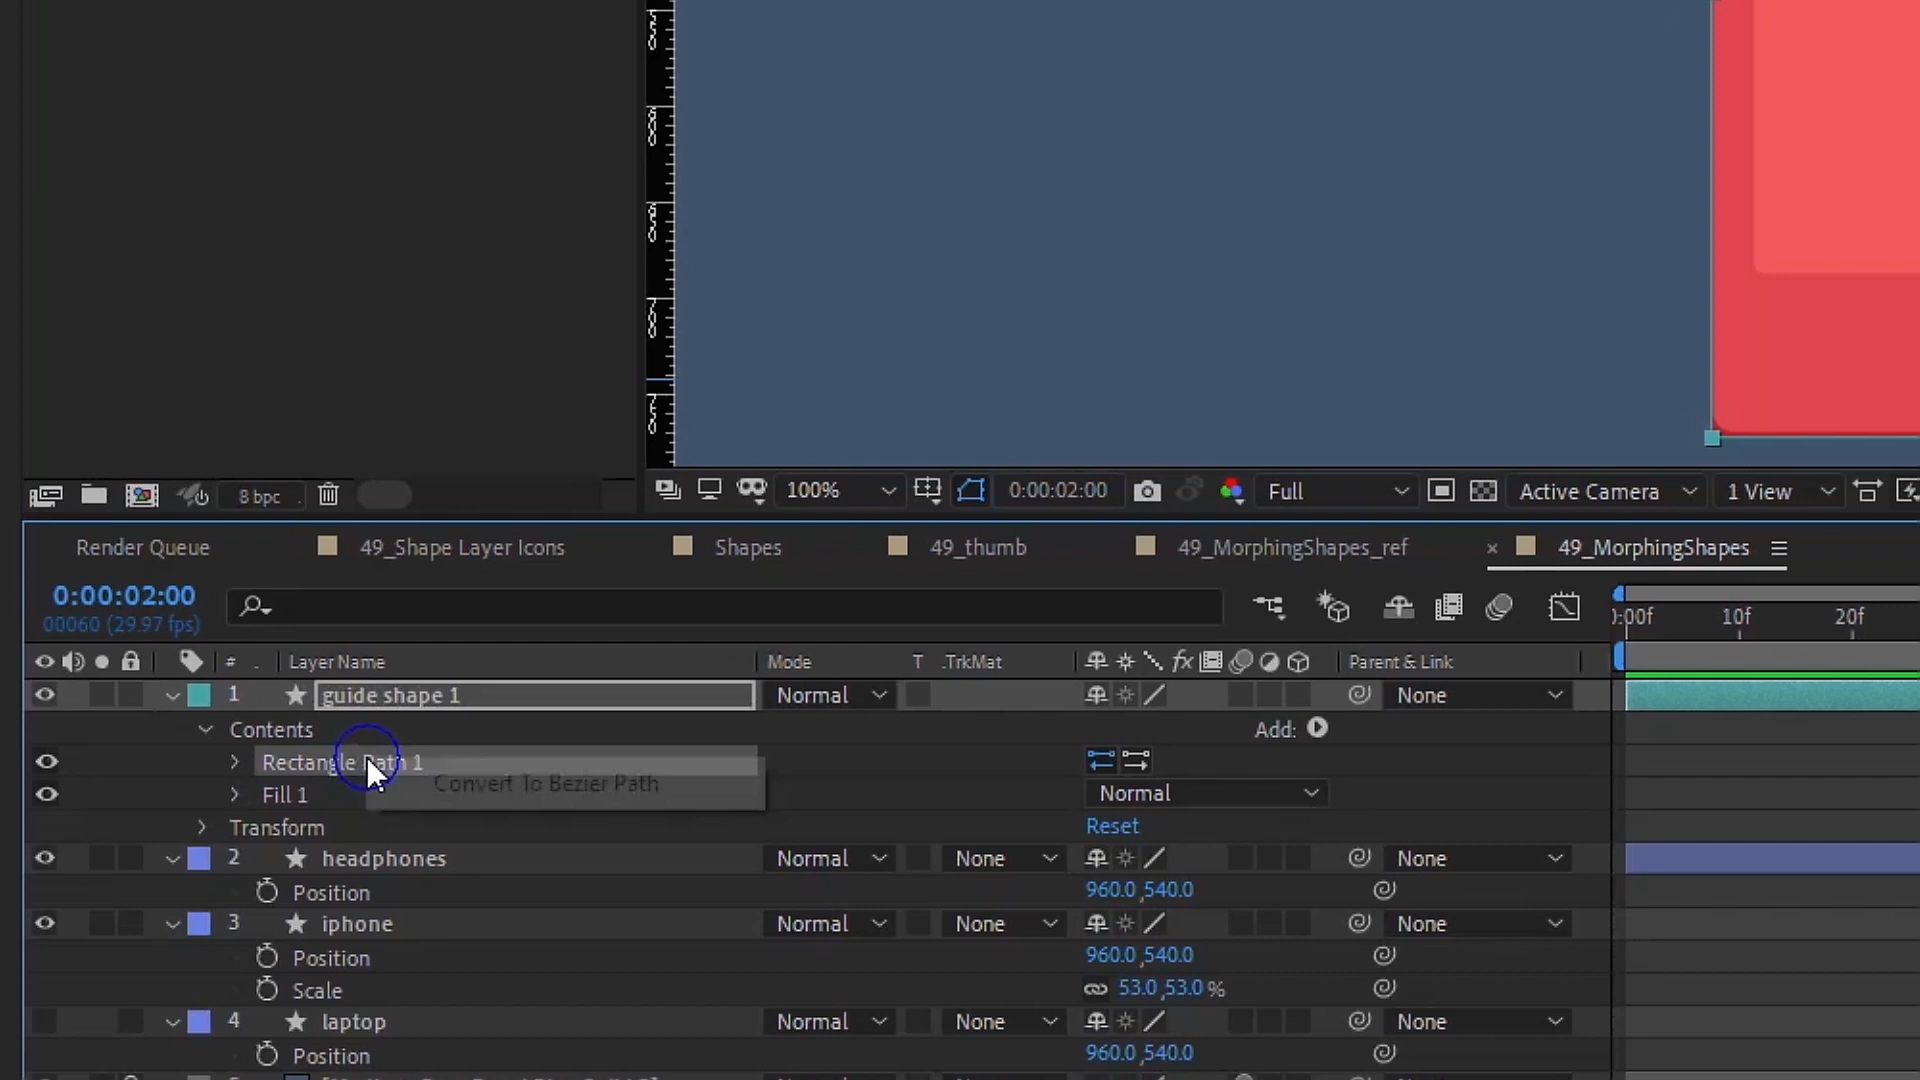 8 bpc
100%
0:00:02:00
Full
Active Camera
1 View
Render Queue
49_Shape Layer Icons
Shapes
49_thumb
49_MorphingShapes_ref
× 49_MorphingShapes
0:00:02:00
00060 (29.97 fps)
):00f 10f 20f
# . Layer Name Mode T .TrkMat fx Parent & Link
1 guide shape 1 Normal None
Contents Add:
Rectangle Path 1
Convert To Bezier Path
Fill 1 Normal
Transform Reset
2 headphones Normal None None
Position 960.0,540.0
3 iphone Normal None None
Position 960.0,540.0
Scale 53.0,53.0 %
4 laptop Normal None None
Position 960.0,540.0